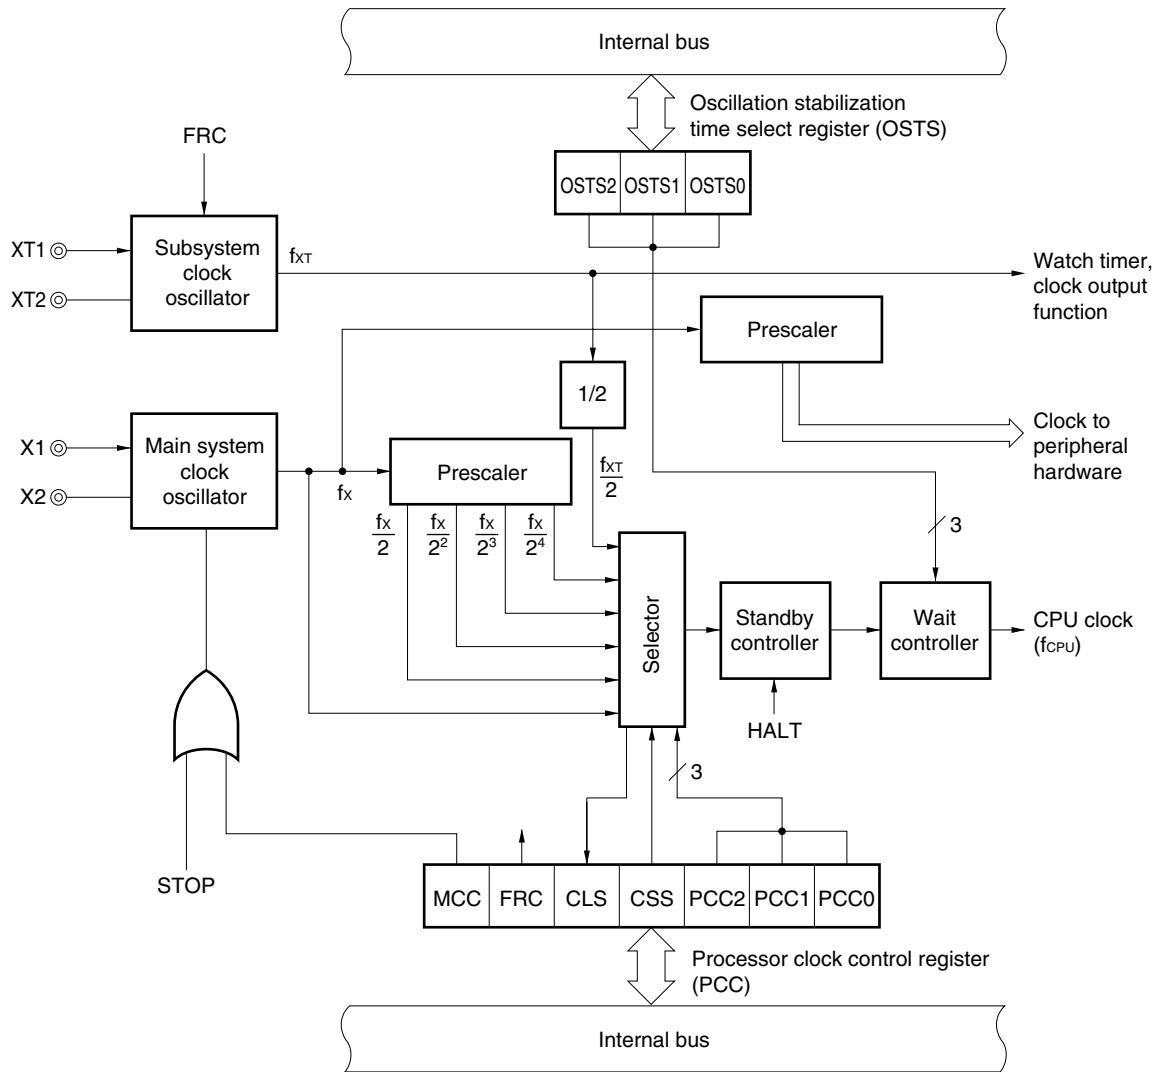 Internal bus
Oscillation stabilization
time select register (OSTS)
FRC
OSTS2 OSTS1 OSTS0
XT1
XT2
Subsystem
clock
oscillator
fXT
Watch timer,
clock output
function
Prescaler
1/2
X1
X2
Main system
clock
oscillator
fX
Prescaler
Clock to
peripheral
hardware
fXT/2
fX/2 fX/2² fX/2³ fX/2⁴
3
Selector
Standby
controller
Wait
controller
CPU clock
(fCPU)
HALT
3
STOP
MCC FRC CLS CSS PCC2 PCC1 PCC0
Processor clock control register
(PCC)
Internal bus